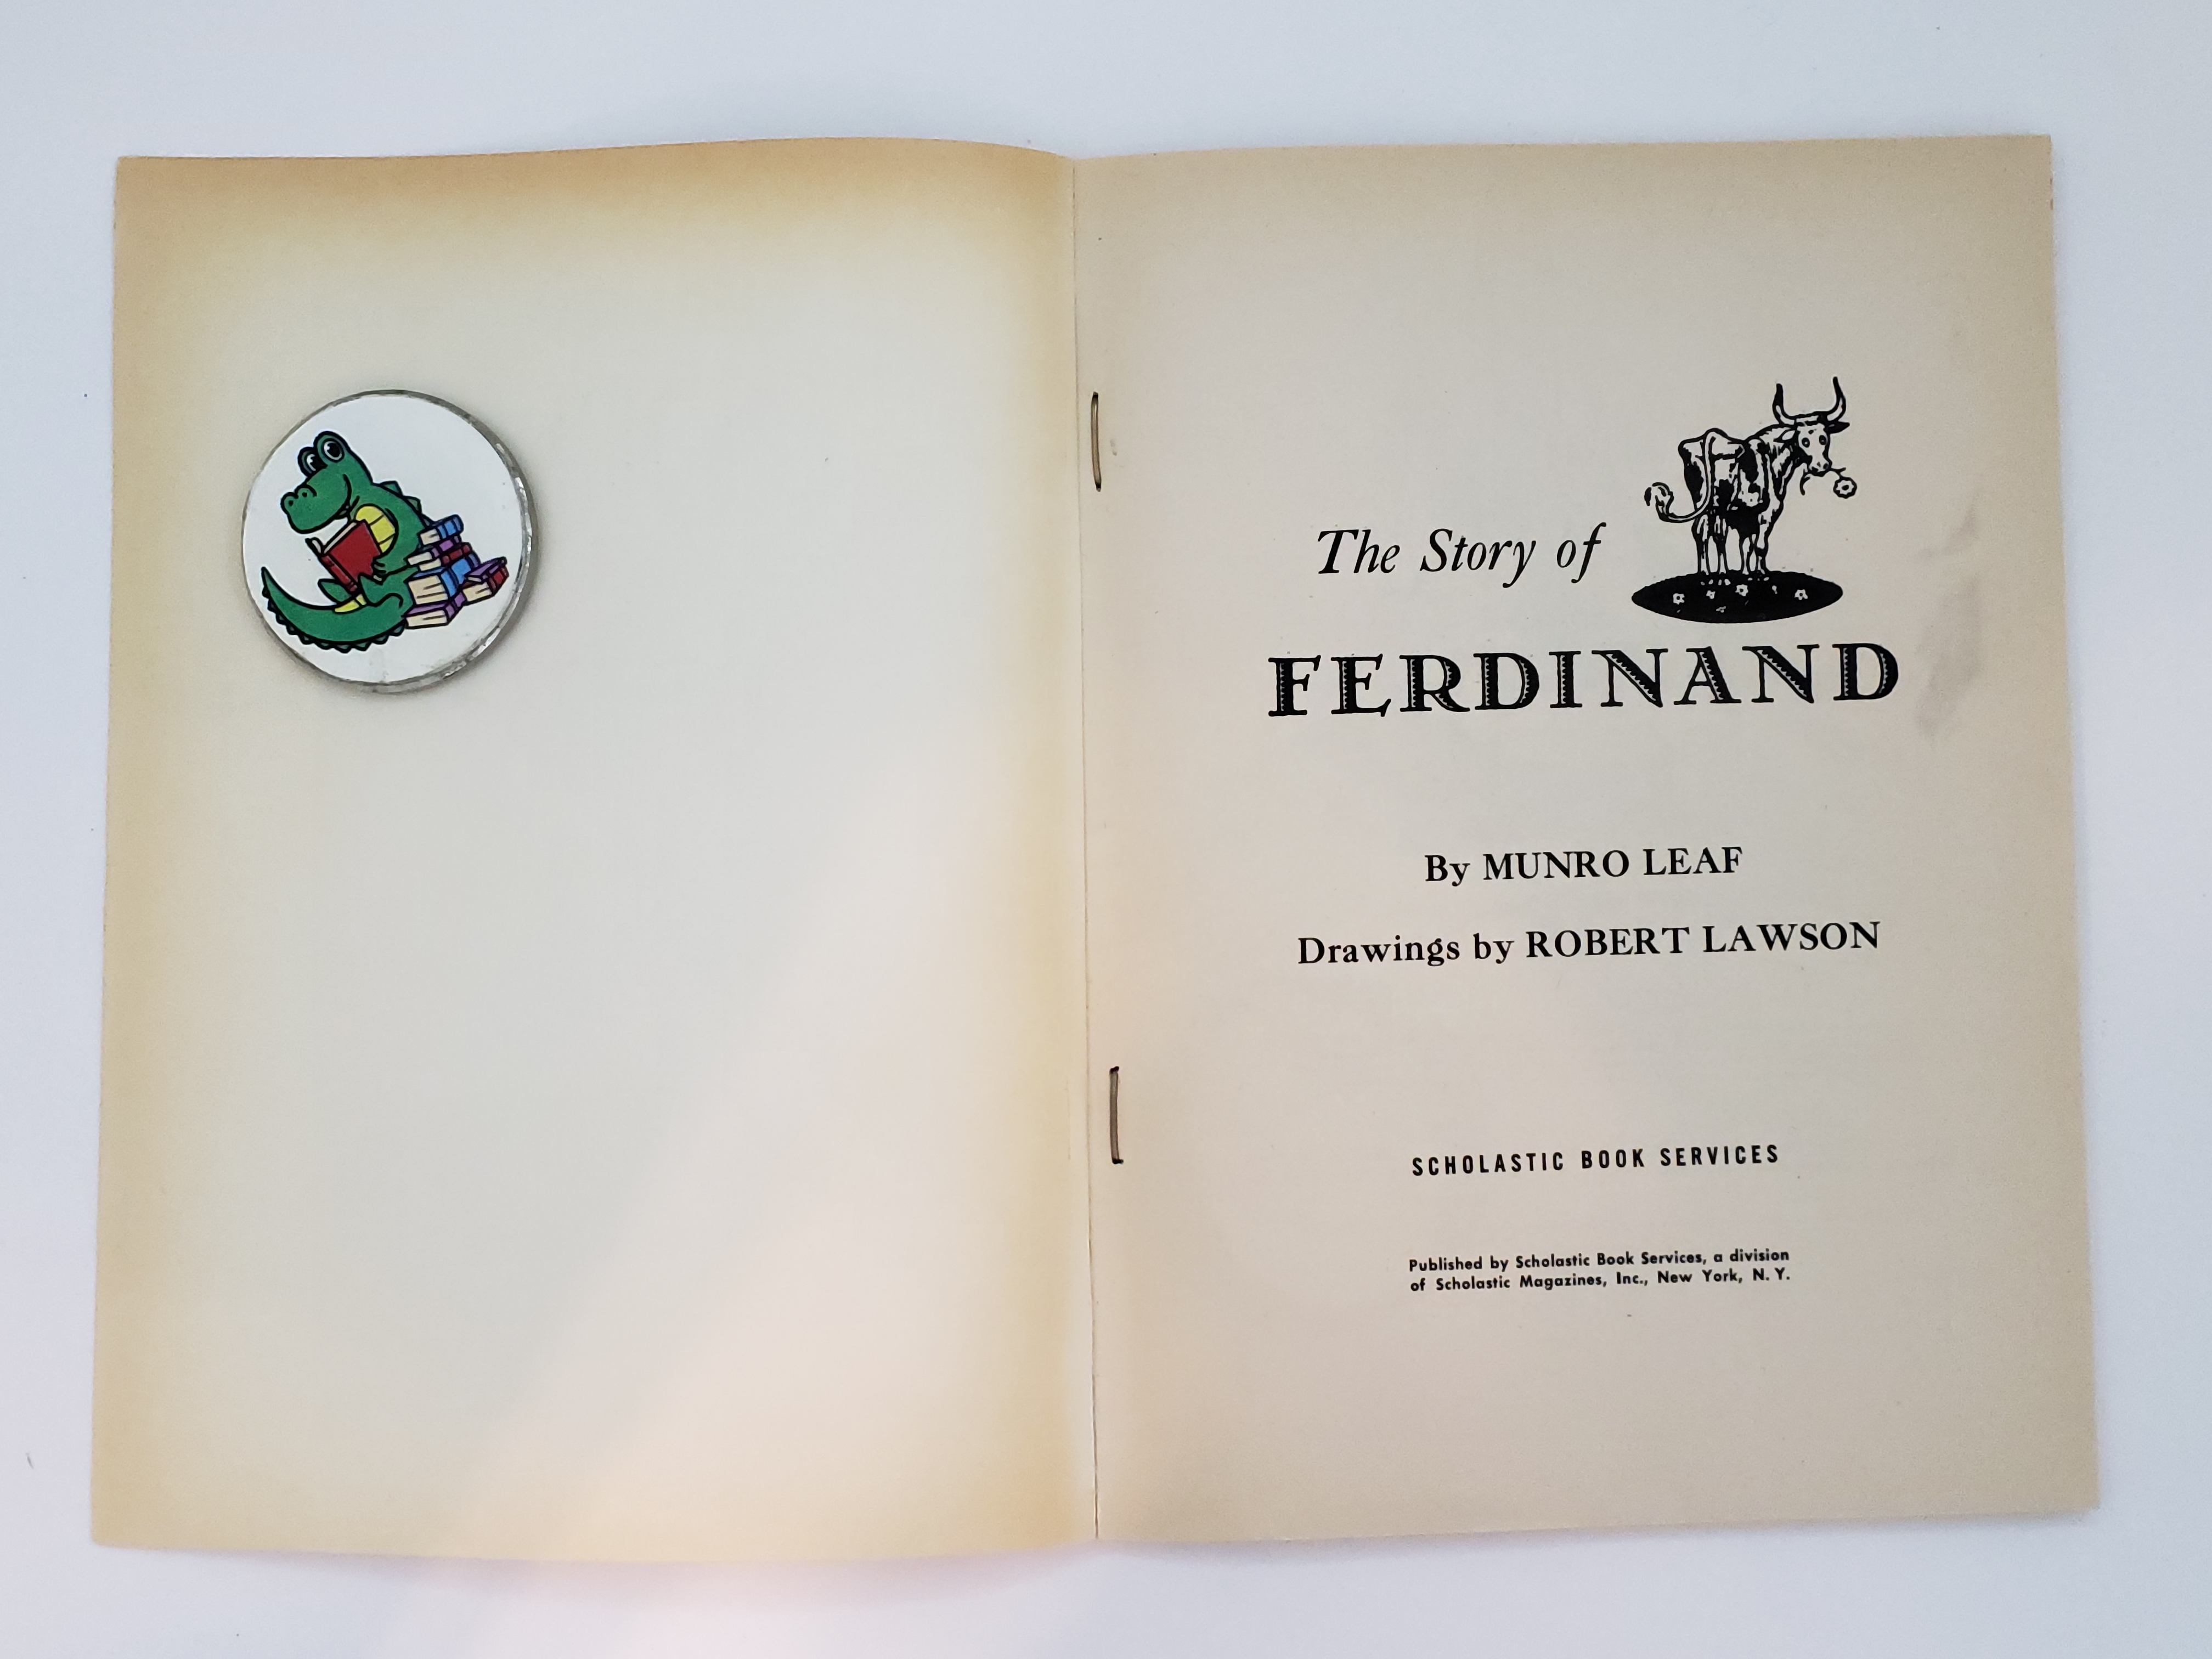 The Story of
FERDINAND
By MUNRO LEAF
Drawings by ROBERT LAWSON
SCHOLASTIC BOOK SERVICES
Published by Scholastic Book Services, a division
of Scholastic Magazines, Inc., New York, N. Y.